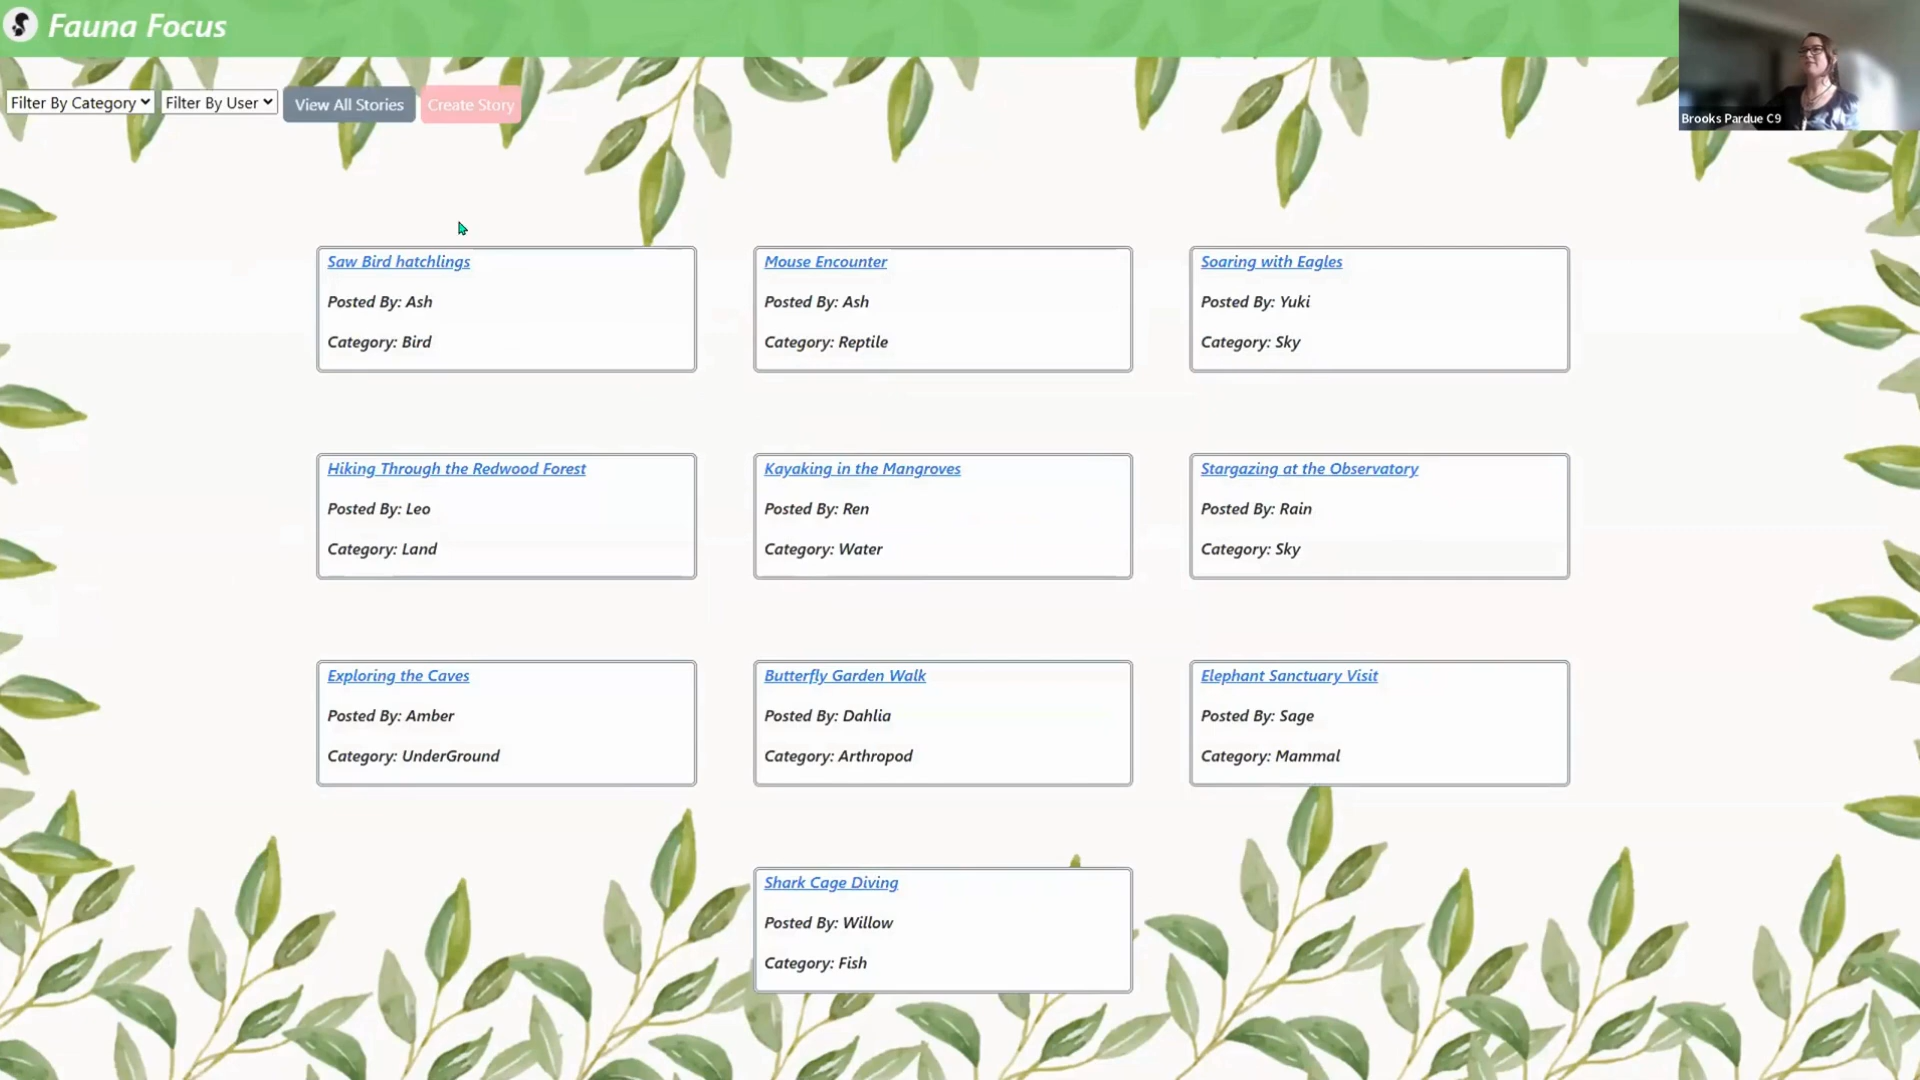 Fauna Focus
Brooks Pardue C9
Filter By Category Filter By User View All Stories Create Story
Saw Bird hatchlings
Posted By: Ash
Category: Bird
Mouse Encounter
Posted By: Ash
Category: Reptile
Soaring with Eagles
Posted By: Yuki
Category: Sky
Hiking Through the Redwood Forest
Posted By: Leo
Category: Land
Kayaking in the Mangroves
Posted By: Ren
Category: Water
Stargazing at the Observatory
Posted By: Rain
Category: Sky
Exploring the Caves
Posted By: Amber
Category: UnderGround
Butterfly Garden Walk
Posted By: Dahlia
Category: Arthropod
Elephant Sanctuary Visit
Posted By: Sage
Category: Mammal
Shark Cage Diving
Posted By: Willow
Category: Fish